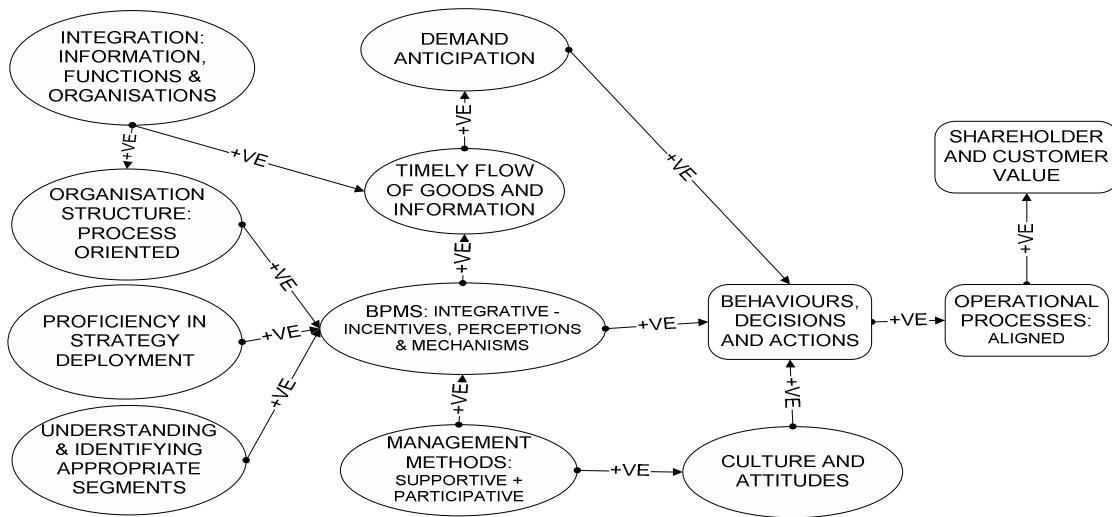 INTEGRATION:
INFORMATION,
FUNCTIONS &
ORGANISATIONS
DEMAND
ANTICIPATION
+VE
+VE
+VE
+VE
SHAREHOLDER
AND CUSTOMER
VALUE
ORGANISATION
STRUCTURE:
PROCESS
ORIENTED
TIMELY FLOW
OF GOODS AND
INFORMATION
+VE
+VE
+VE
PROFICIENCY IN
STRATEGY
DEPLOYMENT
+VE
BPMS: INTEGRATIVE -
INCENTIVES, PERCEPTIONS
& MECHANISMS
+VE
BEHAVIOURS,
DECISIONS
AND ACTIONS
+VE
OPERATIONAL
PROCESSES:
ALIGNED
+VE
+VE
+VE
UNDERSTANDING
& IDENTIFYING
APPROPRIATE
SEGMENTS
MANAGEMENT
METHODS:
SUPPORTIVE +
PARTICIPATIVE
+VE
CULTURE AND
ATTITUDES